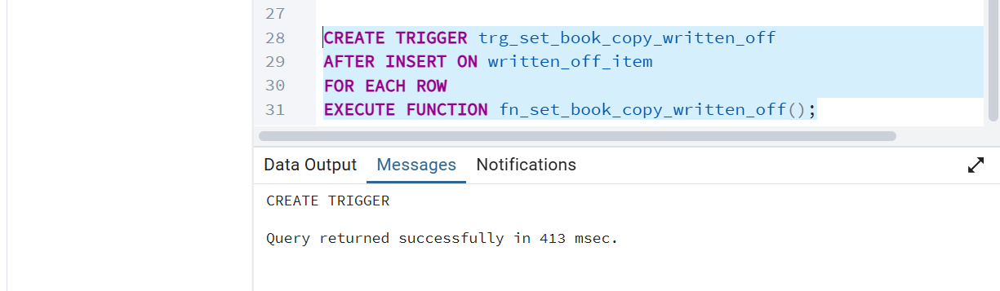 27
28 CREATE TRIGGER trg_set_book_copy_written_off
29 AFTER INSERT ON written_off_item
30 FOR EACH ROW
31 EXECUTE FUNCTION fn_set_book_copy_written_off();
Data Output Messages Notifications
CREATE TRIGGER
Query returned successfully in 413 msec.